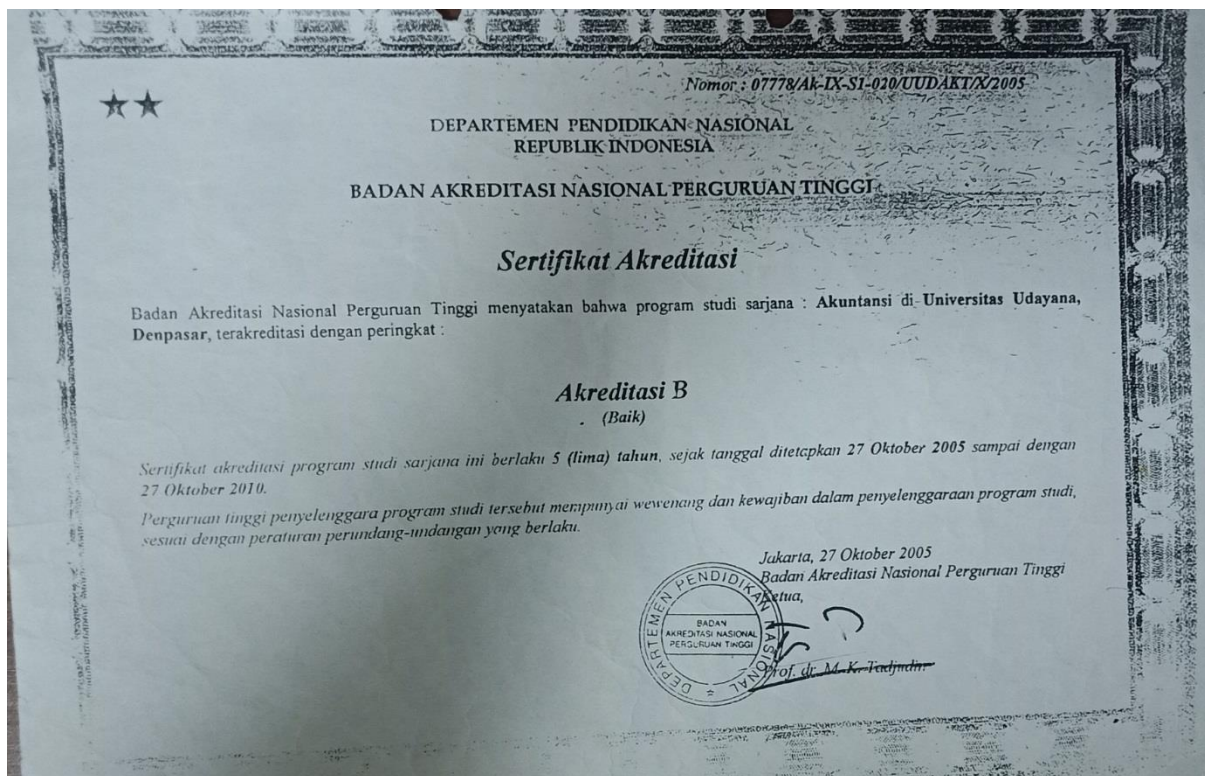 Nomor : 07778/Ak-IX-S1-020/UUDAKT/X/2005
DEPARTEMEN PENDIDIKAN NASIONAL
REPUBLIK INDONESIA
BADAN AKREDITASI NASIONAL PERGURUAN TINGGI
Sertifikat Akreditasi
Badan Akreditasi Nasional Perguruan Tinggi menyatakan bahwa program studi sarjana : Akuntansi di Universitas Udayana,
Denpasar, terakreditasi dengan peringkat :
Akreditasi B
(Baik)
Sertifikat akreditasi program studi sarjana ini berlaku 5 (lima) tahun, sejak tanggal ditetapkan 27 Oktober 2005 sampai dengan
27 Oktober 2010.
Perguruan tinggi penyelenggara program studi tersebut mempunyai wewenang dan kewajiban dalam penyelenggaraan program studi,
sesuai dengan peraturan perundang-undangan yang berlaku.
Jakarta, 27 Oktober 2005
Badan Akreditasi Nasional Perguruan Tinggi
Ketua,
DEPARTEMEN PENDIDIKAN NASIONAL
BADAN
AKREDITASI NASIONAL
PERGURUAN TINGGI
Prof. dr. M. K. Tadjudin